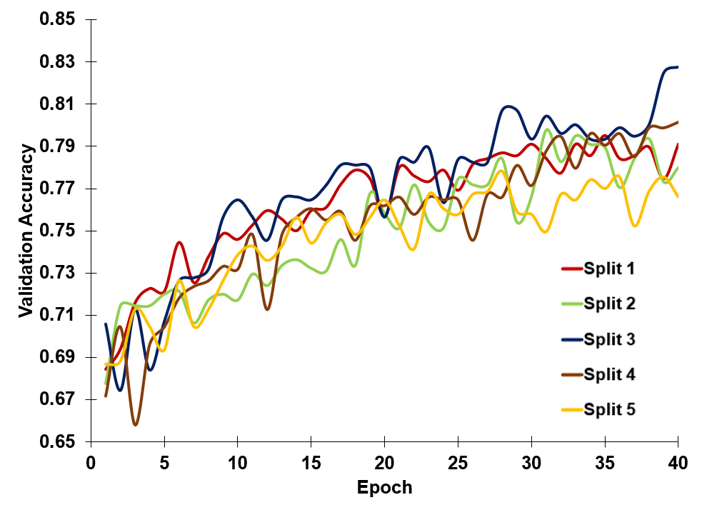 0.85
0.83
0.81
0.79
0.77
0.75
0.73
0.71
0.69
0.67
0.65
Validation Accuracy
0 5 10 15 20 25 30 35 40
Epoch
Split 1
Split 2
Split 3
Split 4
Split 5